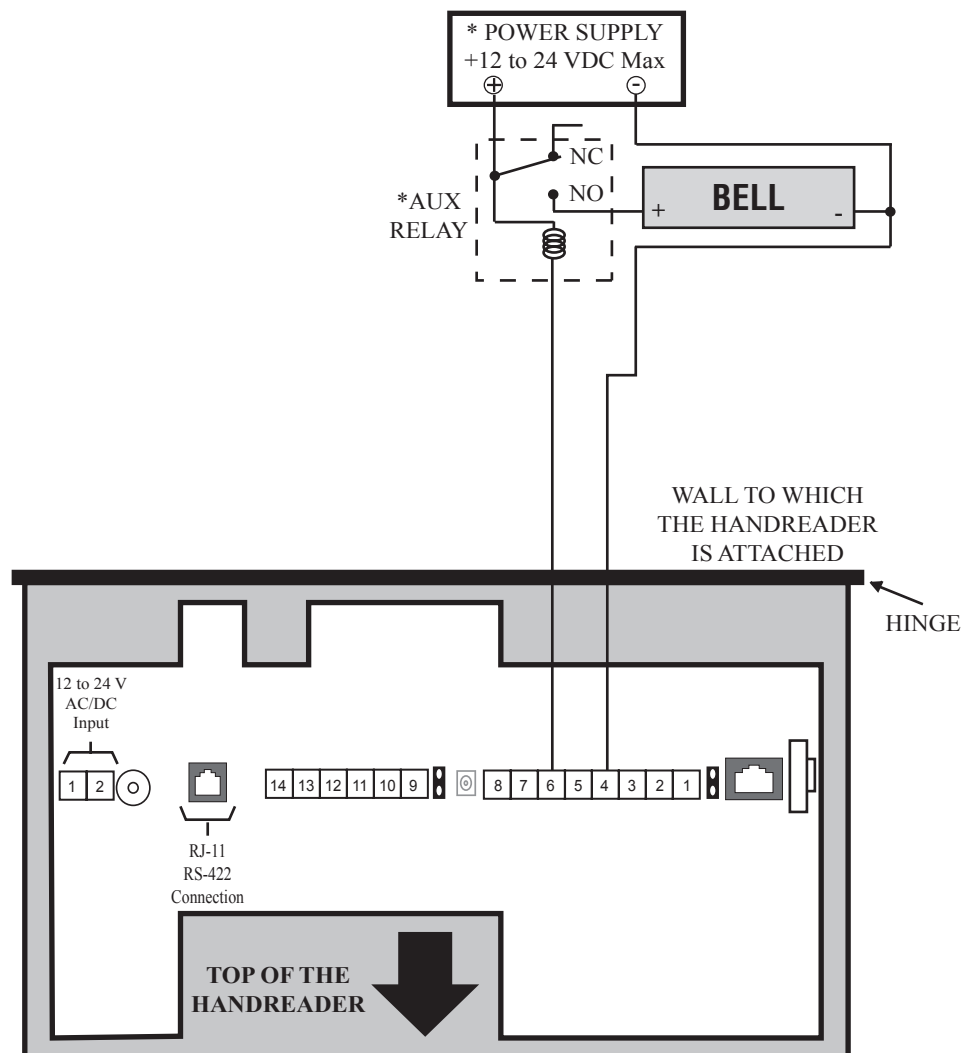 * POWER SUPPLY
+12 to 24 VDC Max
+ -
NC
*AUX
RELAY
NO
+ BELL -
WALL TO WHICH
THE HANDREADER
IS ATTACHED
HINGE
12 to 24 V
AC/DC
Input
1 2
14 13 12 11 10 9
8 7 6 5 4 3 2 1
RJ-11
RS-422
Connection
TOP OF THE
HANDREADER